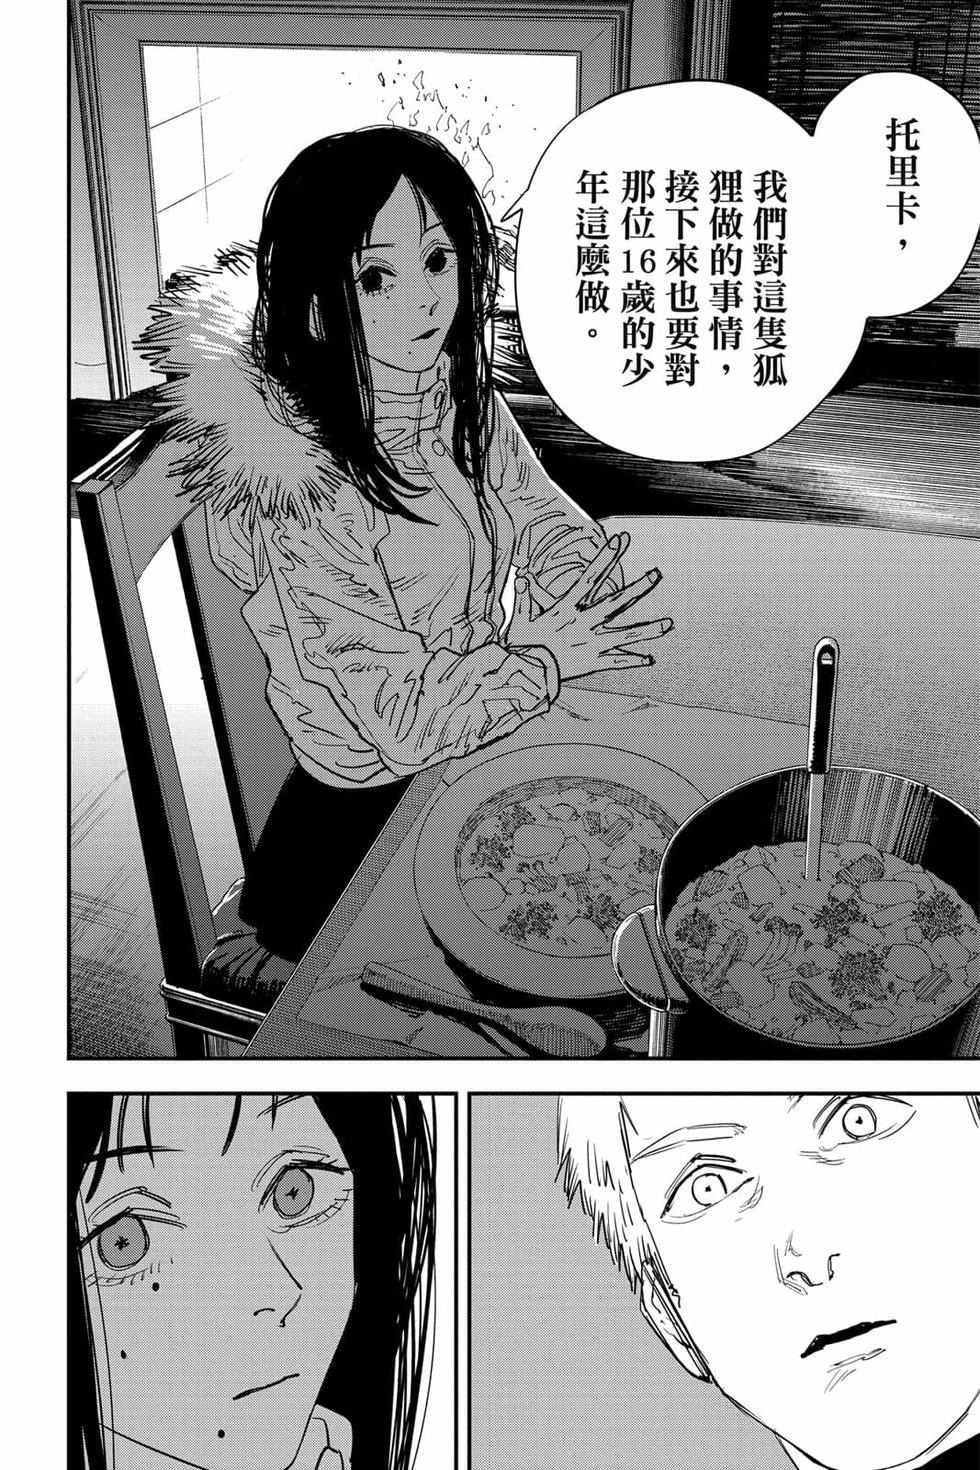 托里卡，
我們對這隻狐
狸做的事情，
接下來也要對
那位16歲的少
年這麼做。